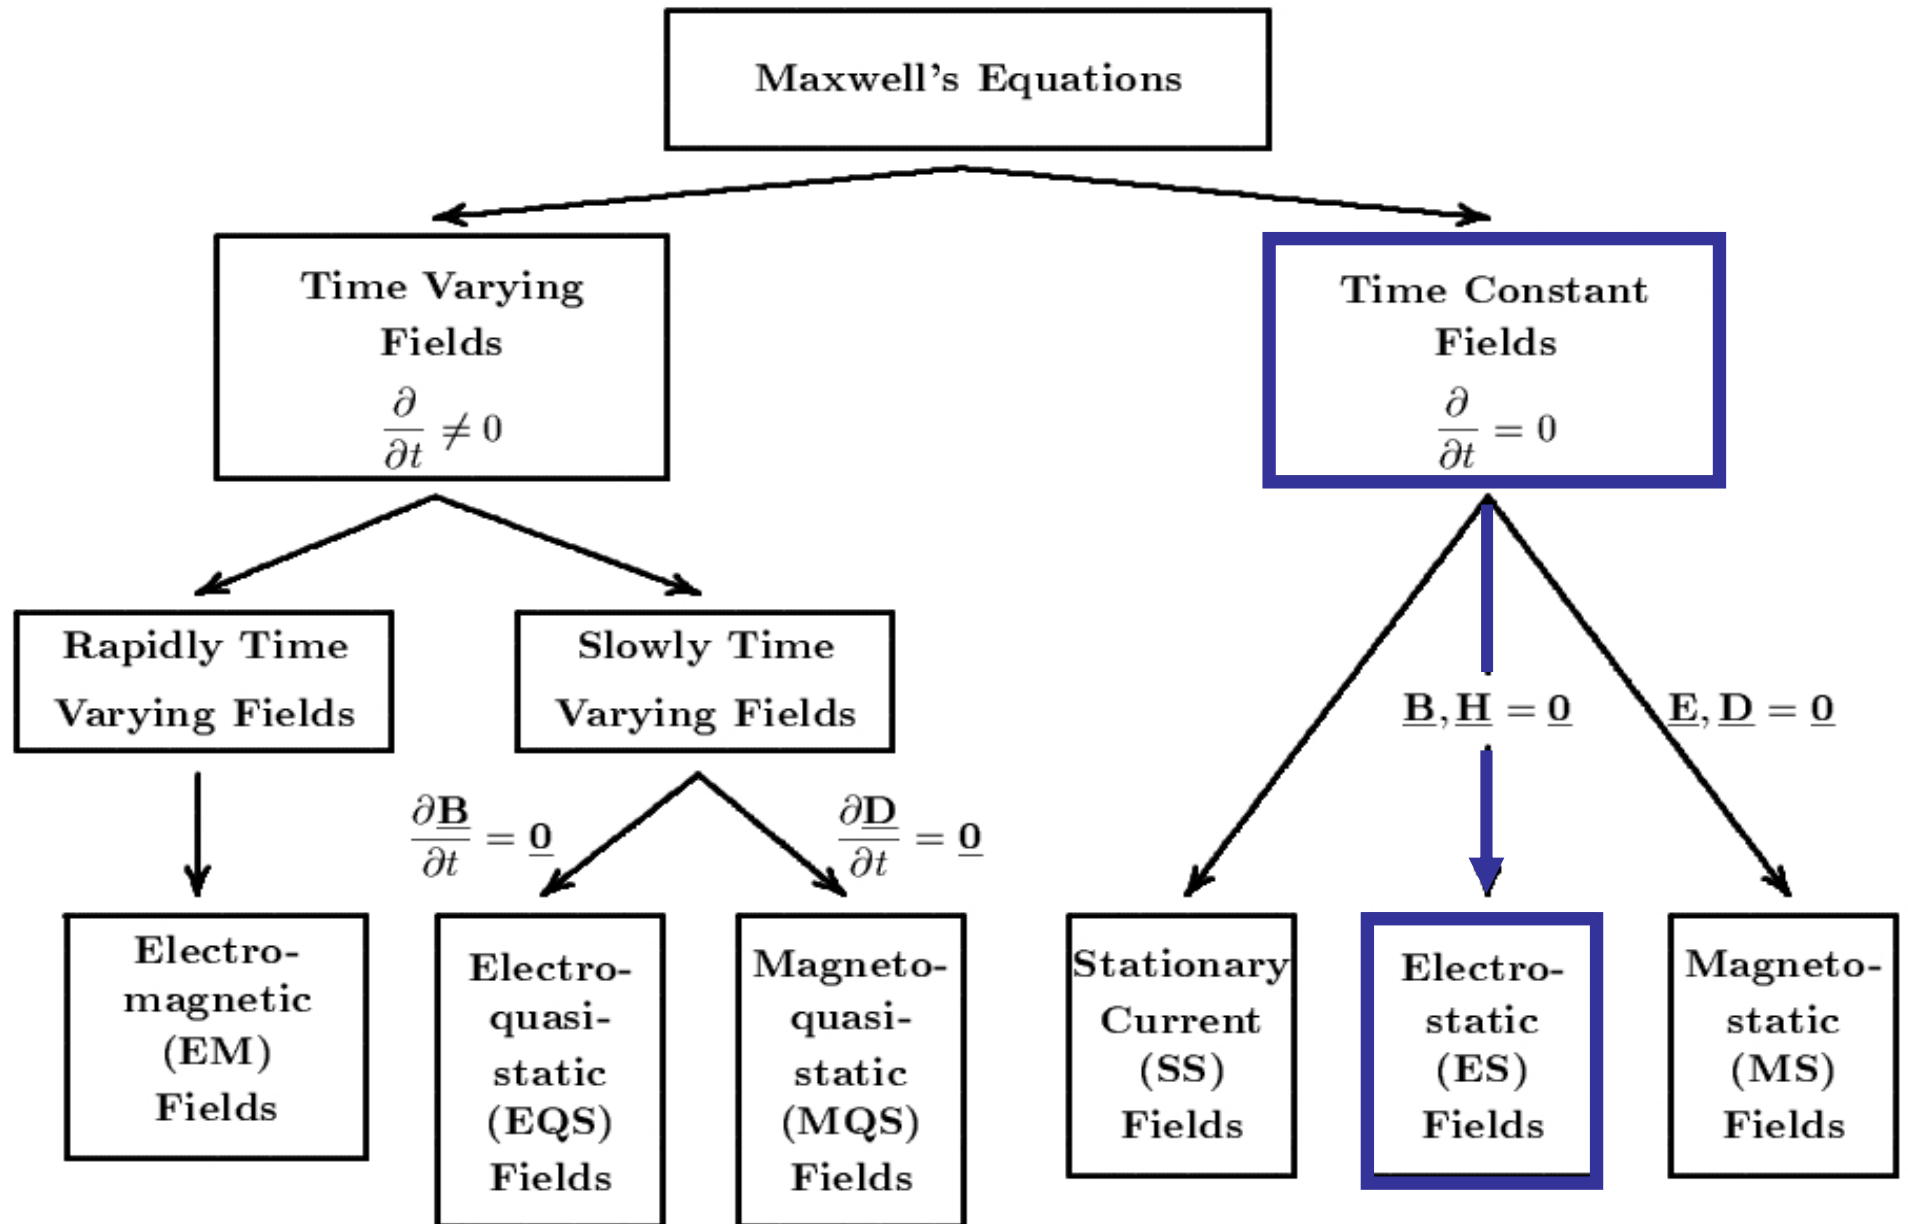 Maxwell's Equations
Time Varying
Fields
∂/∂t ≠ 0
Time Constant
Fields
∂/∂t = 0
Rapidly Time
Varying Fields
Slowly Time
Varying Fields
B, H = 0
E, D = 0
∂B/∂t = 0
∂D/∂t = 0
Electro-
magnetic
(EM)
Fields
Electro-
quasi-
static
(EQS)
Fields
Magneto-
quasi-
static
(MQS)
Fields
Stationary
Current
(SS)
Fields
Electro-
static
(ES)
Fields
Magneto-
static
(MS)
Fields